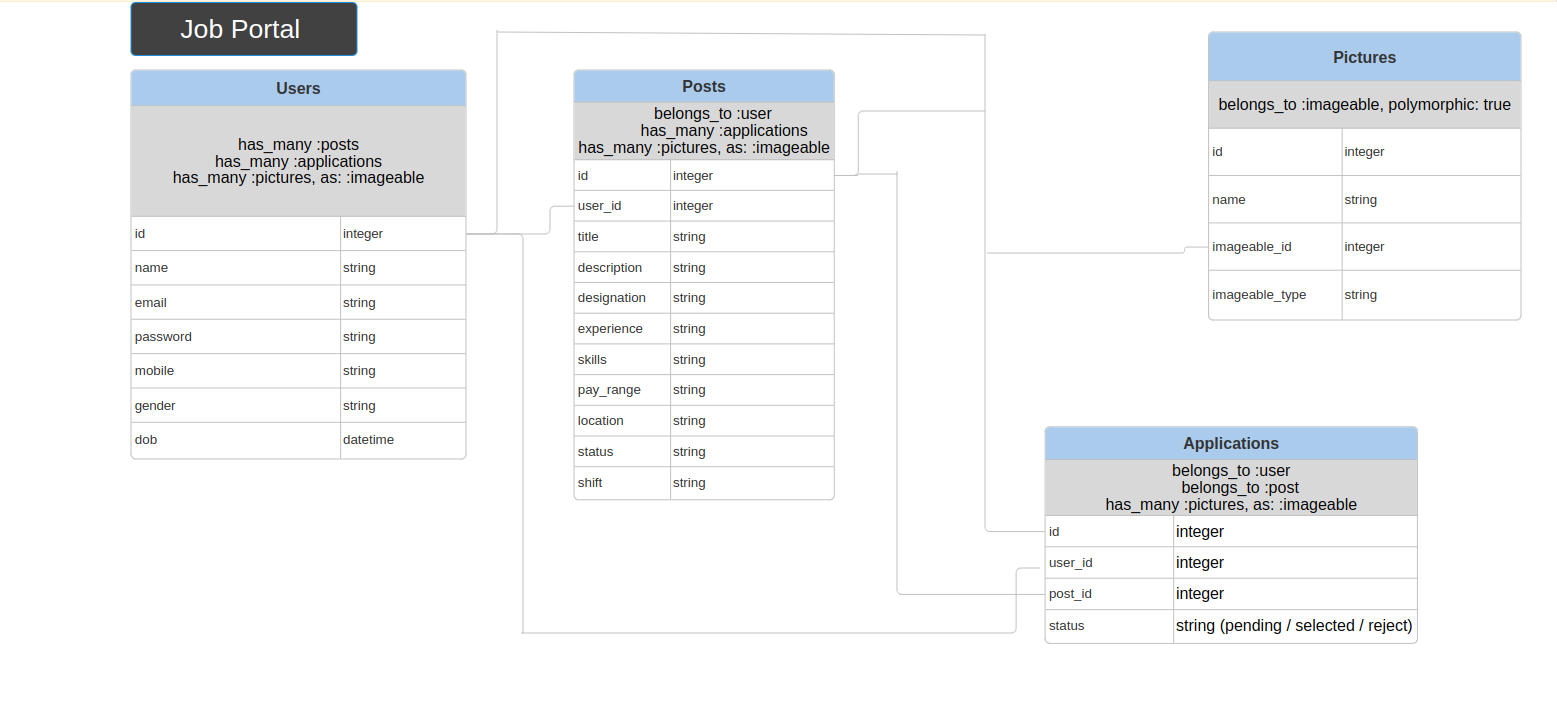 Job Portal
Users
has_many :posts
has_many :applications
has_many :pictures, as: :imageable
id integer
name string
email string
password string
mobile string
gender string
dob datetime
Posts
belongs_to :user
has_many :applications
has_many :pictures, as: :imageable
id integer
user_id integer
title string
description string
designation string
experience string
skills string
pay_range string
location string
status string
shift string
Pictures
belongs_to :imageable, polymorphic: true
id integer
name string
imageable_id integer
imageable_type string
Applications
belongs_to :user
belongs_to :post
has_many :pictures, as: :imageable
id integer
user_id integer
post_id integer
status string (pending / selected / reject)